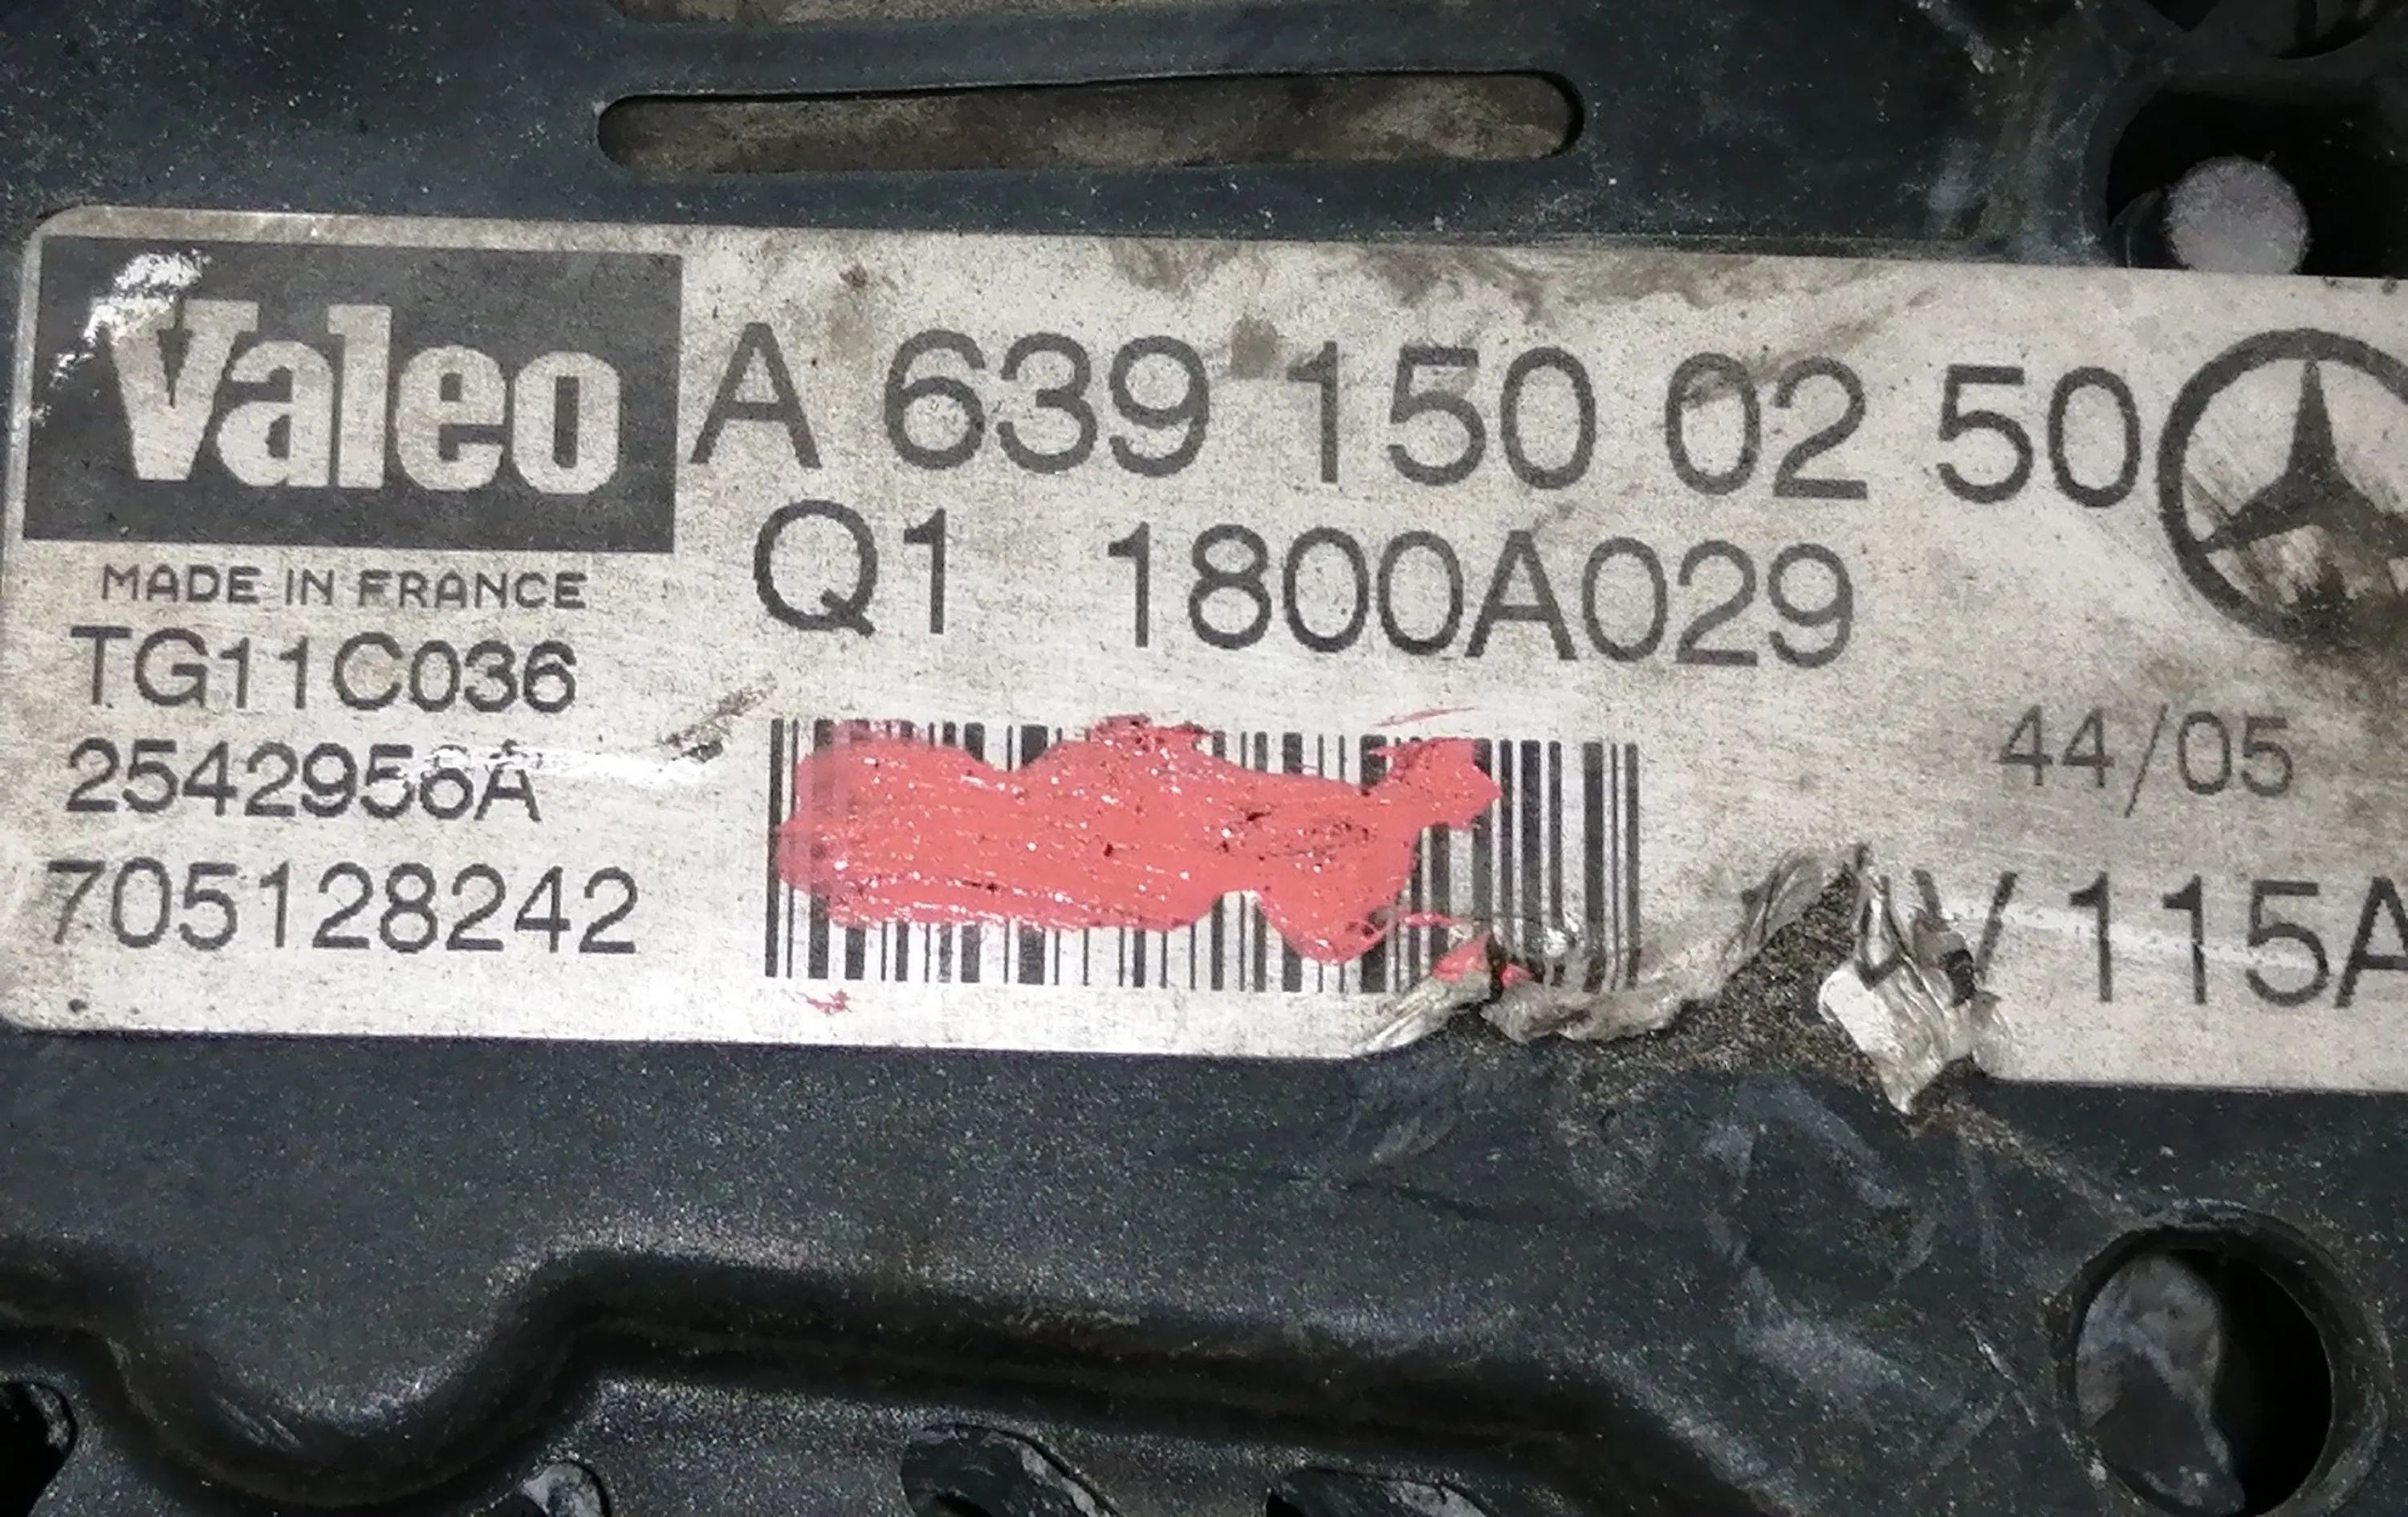 Valeo
A 639 150 02 50
Q1 1800A029
MADE IN FRANCE
TG11C036
2542956A
705128242
44/05
V 115A